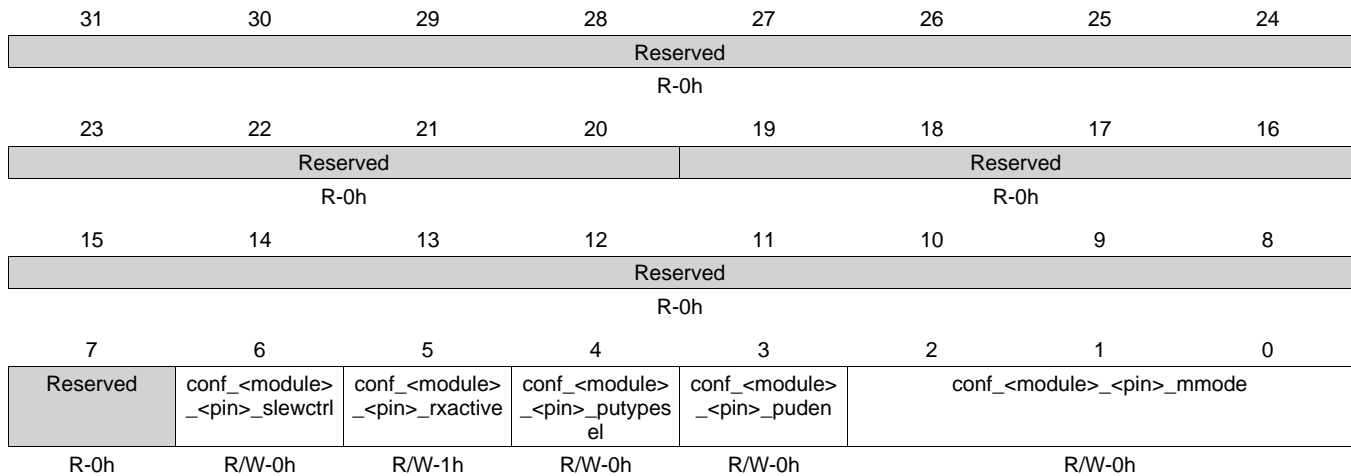 31 30 29 28 27 26 25 24
Reserved
R-0h
23 22 21 20 19 18 17 16
Reserved Reserved
R-0h R-0h
15 14 13 12 11 10 9 8
Reserved
R-0h
7 6 5 4 3 2 1 0
Reserved conf_<module> conf_<module> conf_<module> conf_<module> conf_<module>_<pin>_mmode
_<pin>_slewctrl _<pin>_rxactive _<pin>_putypes _<pin>_puden
el
R-0h R/W-0h R/W-1h R/W-0h R/W-0h R/W-0h